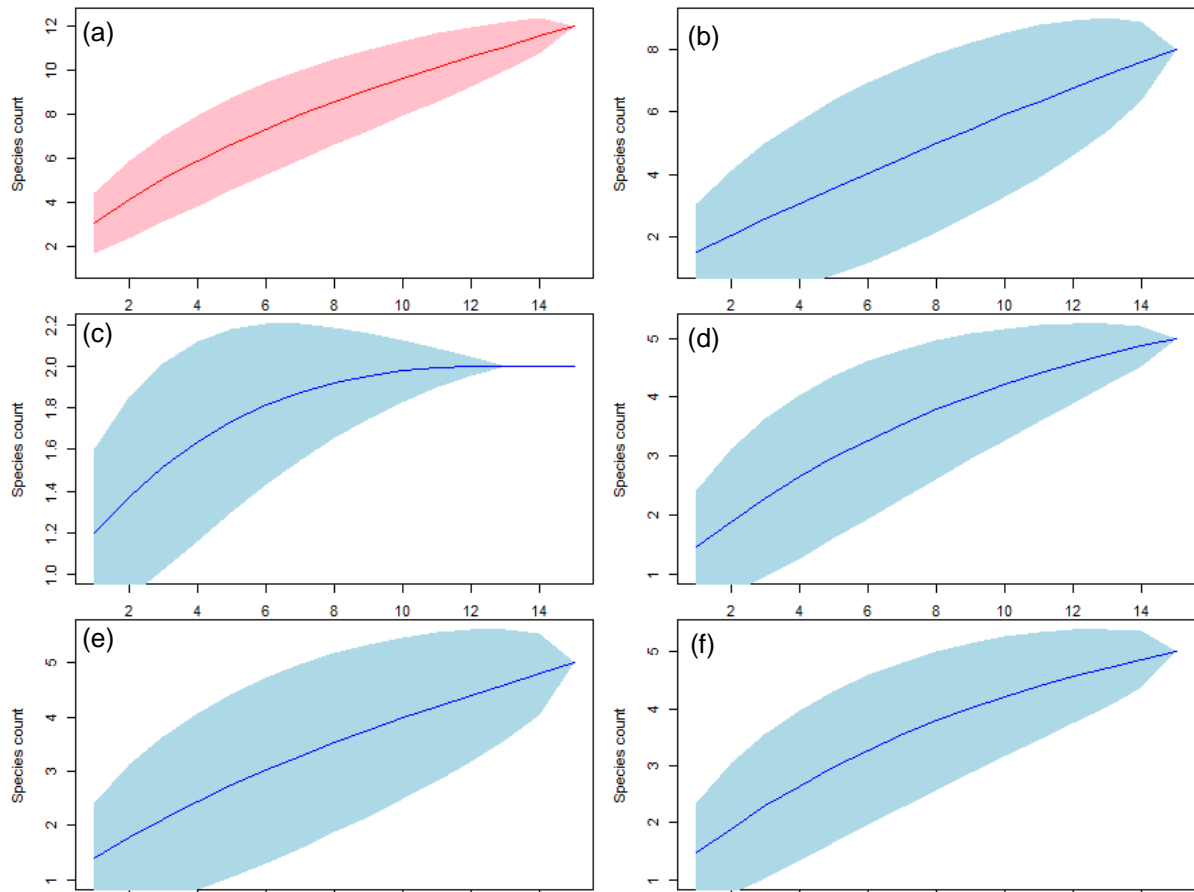 (a)
Species count
2 4 6 8 10 12
(b)
Species count
2 4 6 8
2 4 6 8 10 12 14
2 4 6 8 10 12 14
(c)
Species count
1.0 1.2 1.4 1.6 1.8 2.0 2.2
(d)
Species count
1 2 3 4 5
2 4 6 8 10 12 14
2 4 6 8 10 12 14
(e)
Species count
1 2 3 4 5
(f)
Species count
1 2 3 4 5